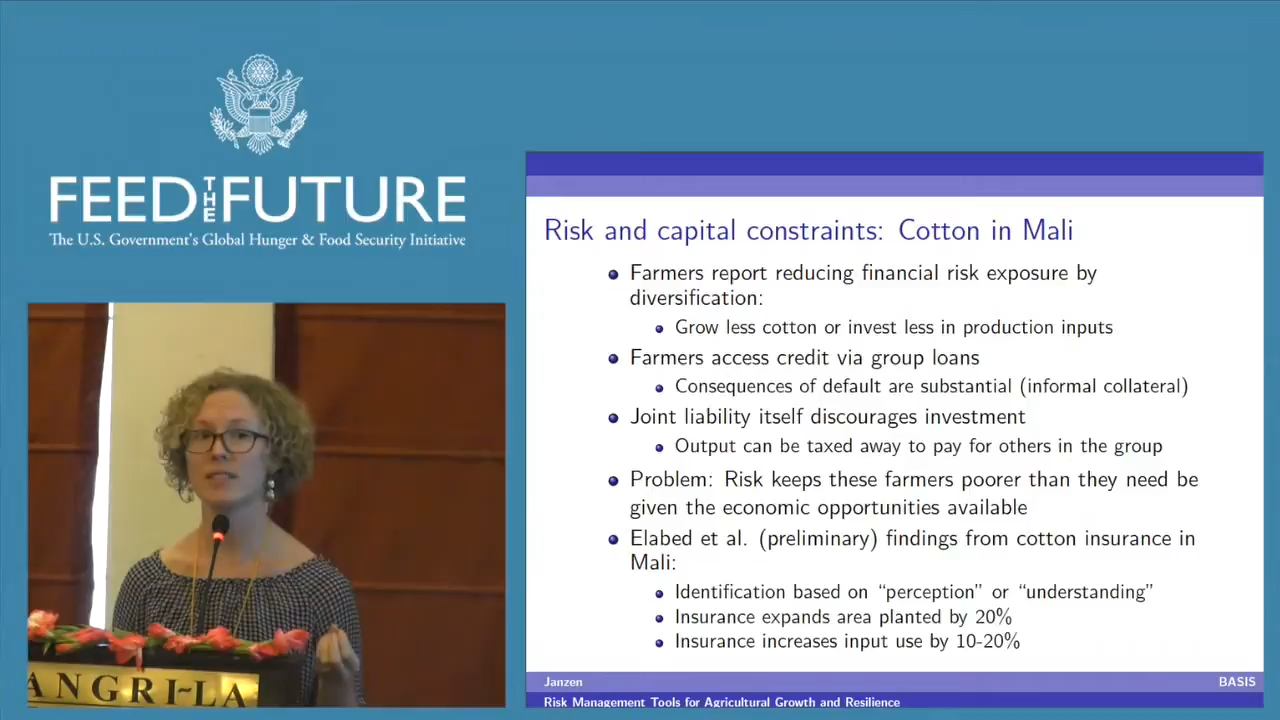 FEED THE FUTURE
The U.S. Government's Global Hunger & Food Security Initiative
Risk and capital constraints: Cotton in Mali
Farmers report reducing financial risk exposure by
diversification:
Grow less cotton or invest less in production inputs
Farmers access credit via group loans
Consequences of default are substantial (informal collateral)
Joint liability itself discourages investment
Output can be taxed away to pay for others in the group
Problem: Risk keeps these farmers poorer than they need be
given the economic opportunities available
Elabed et al. (preliminary) findings from cotton insurance in
Mali:
Identification based on “perception” or “understanding”
Insurance expands area planted by 20%
Insurance increases input use by 10-20%
Janzen BASIS
Risk Management Tools for Agricultural Growth and Resilience
ANGRI~LA